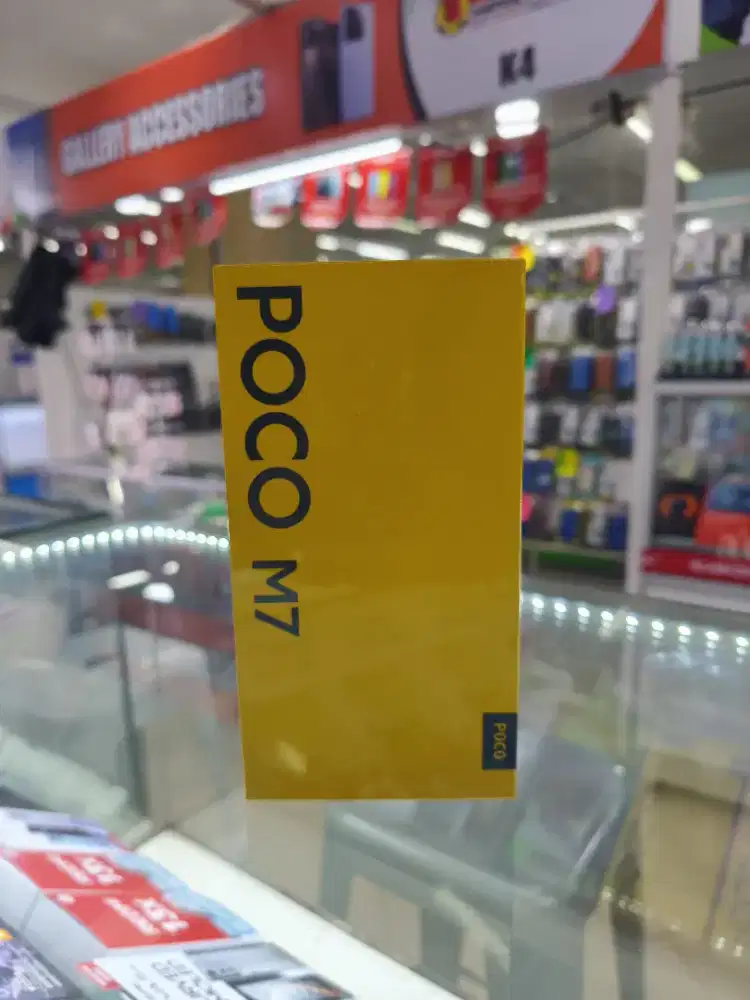 GALLERY ACCESSORIES
K4
POCO M7
POCO